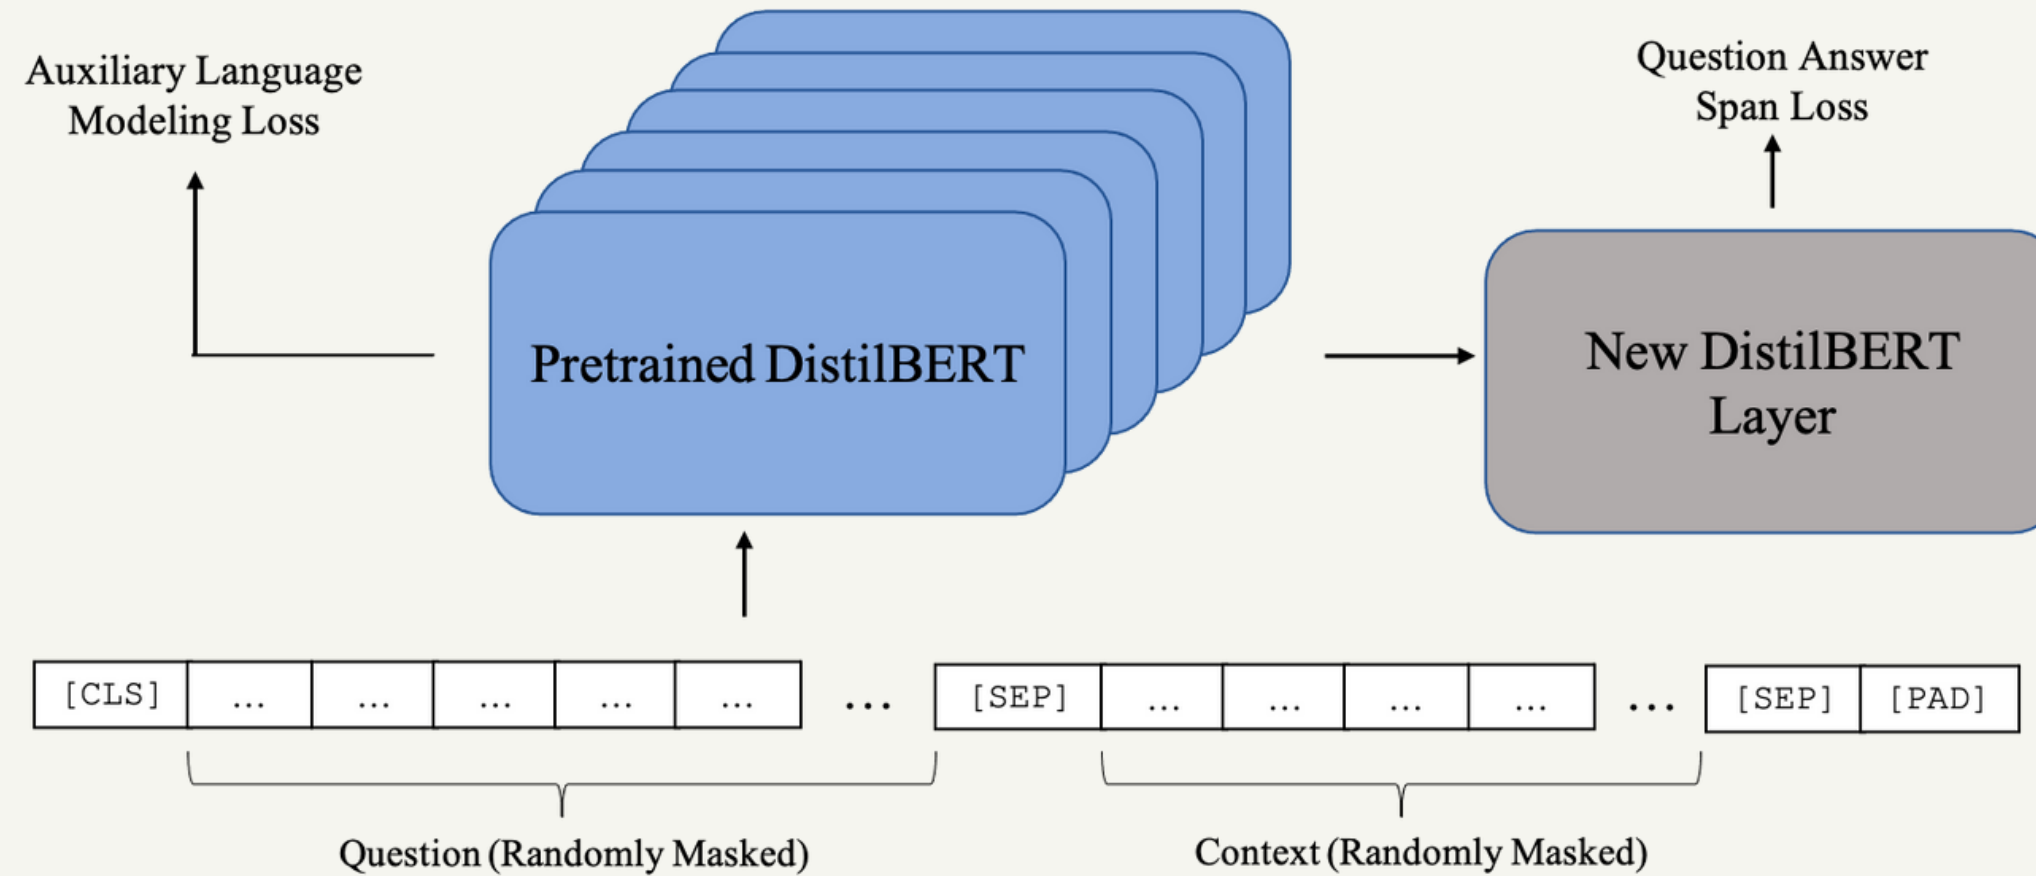 Auxiliary Language
Modeling Loss
Question Answer
Span Loss
Pretrained DistilBERT
New DistilBERT
Layer
[CLS] ... ... ... ... ... ... [SEP] ... ... ... ... ... [SEP] [PAD]
Question (Randomly Masked)
Context (Randomly Masked)